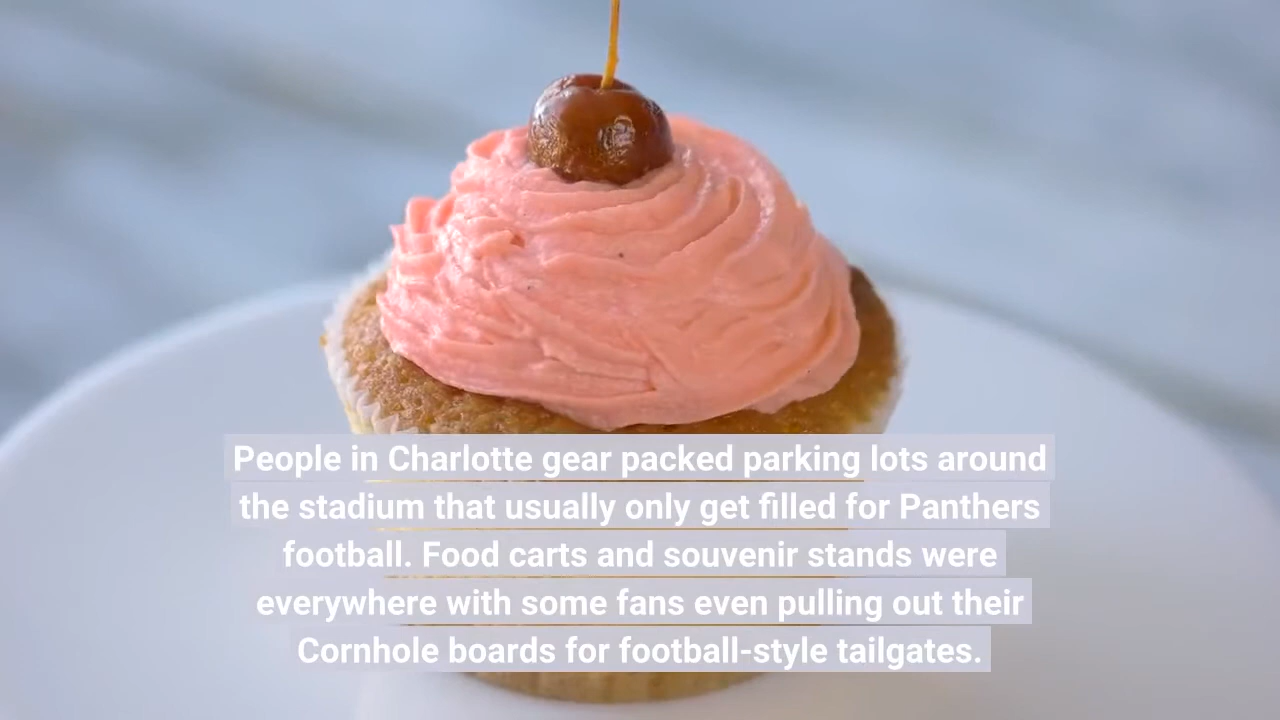 People in Charlotte gear packed parking lots around
the stadium that usually only get filled for Panthers
football. Food carts and souvenir stands were
everywhere with some fans even pulling out their
Cornhole boards for football-style tailgates.